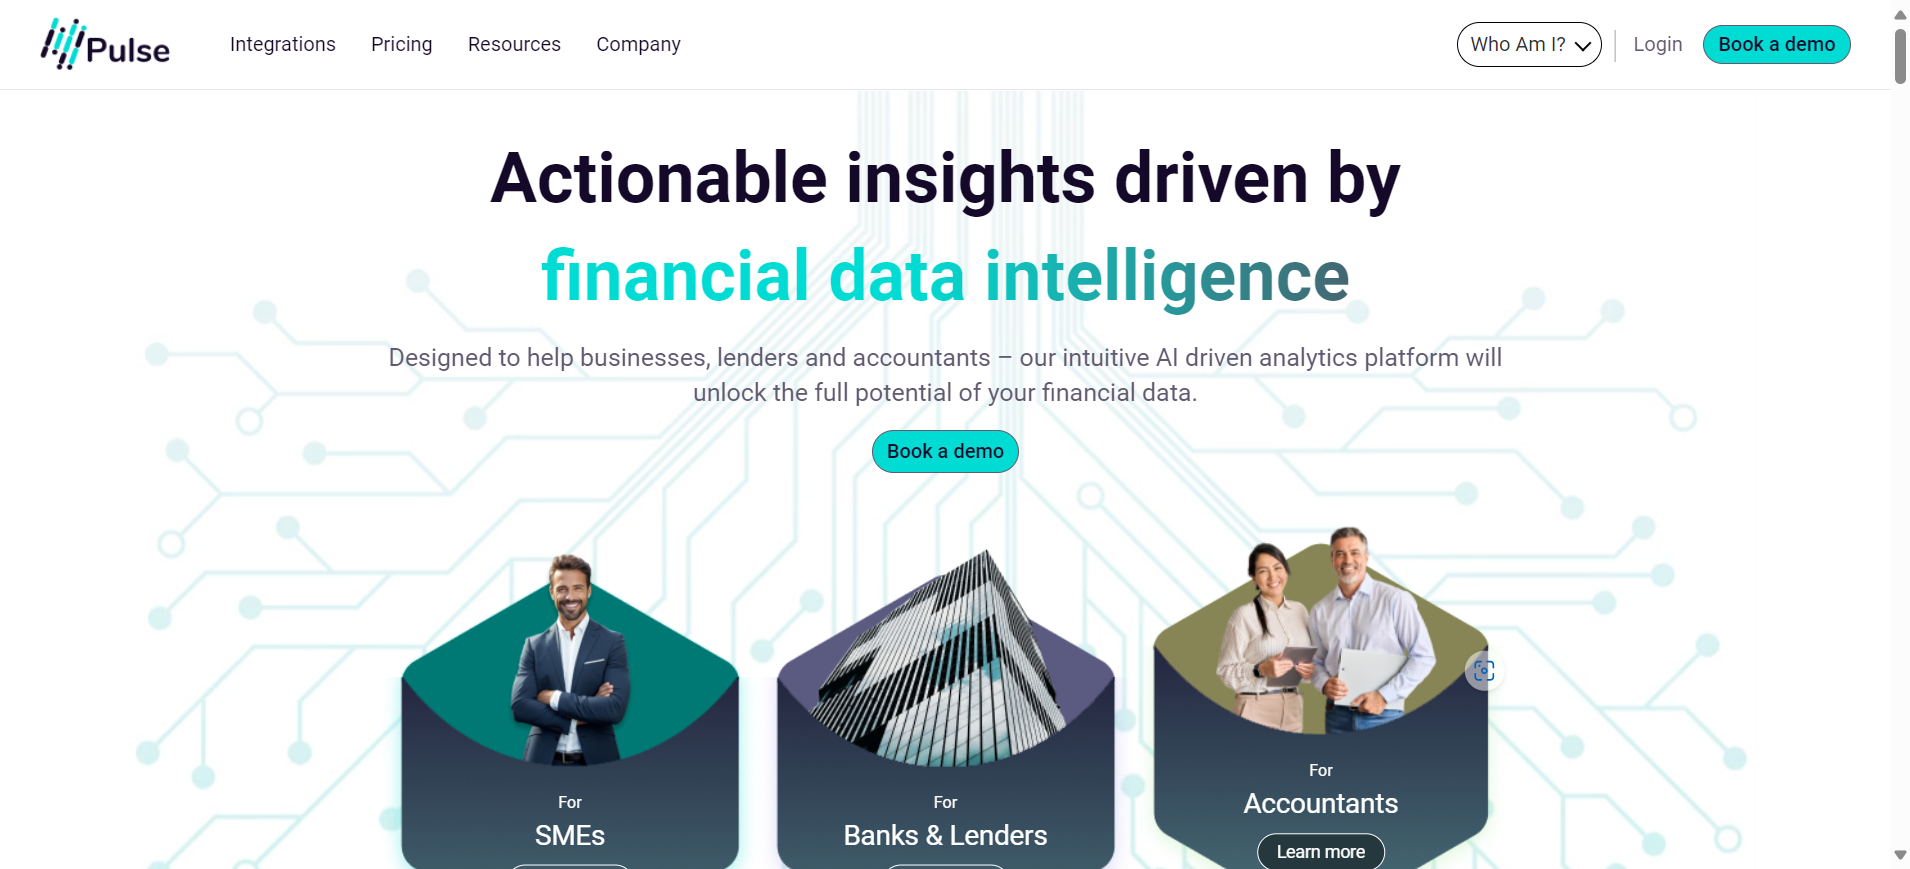 Pulse
Integrations Pricing Resources Company
Who Am I? Login Book a demo
Actionable insights driven by
financial data intelligence
Designed to help businesses, lenders and accountants – our intuitive AI driven analytics platform will
unlock the full potential of your financial data.
Book a demo
For
SMEs
For
Banks & Lenders
For
Accountants
Learn more